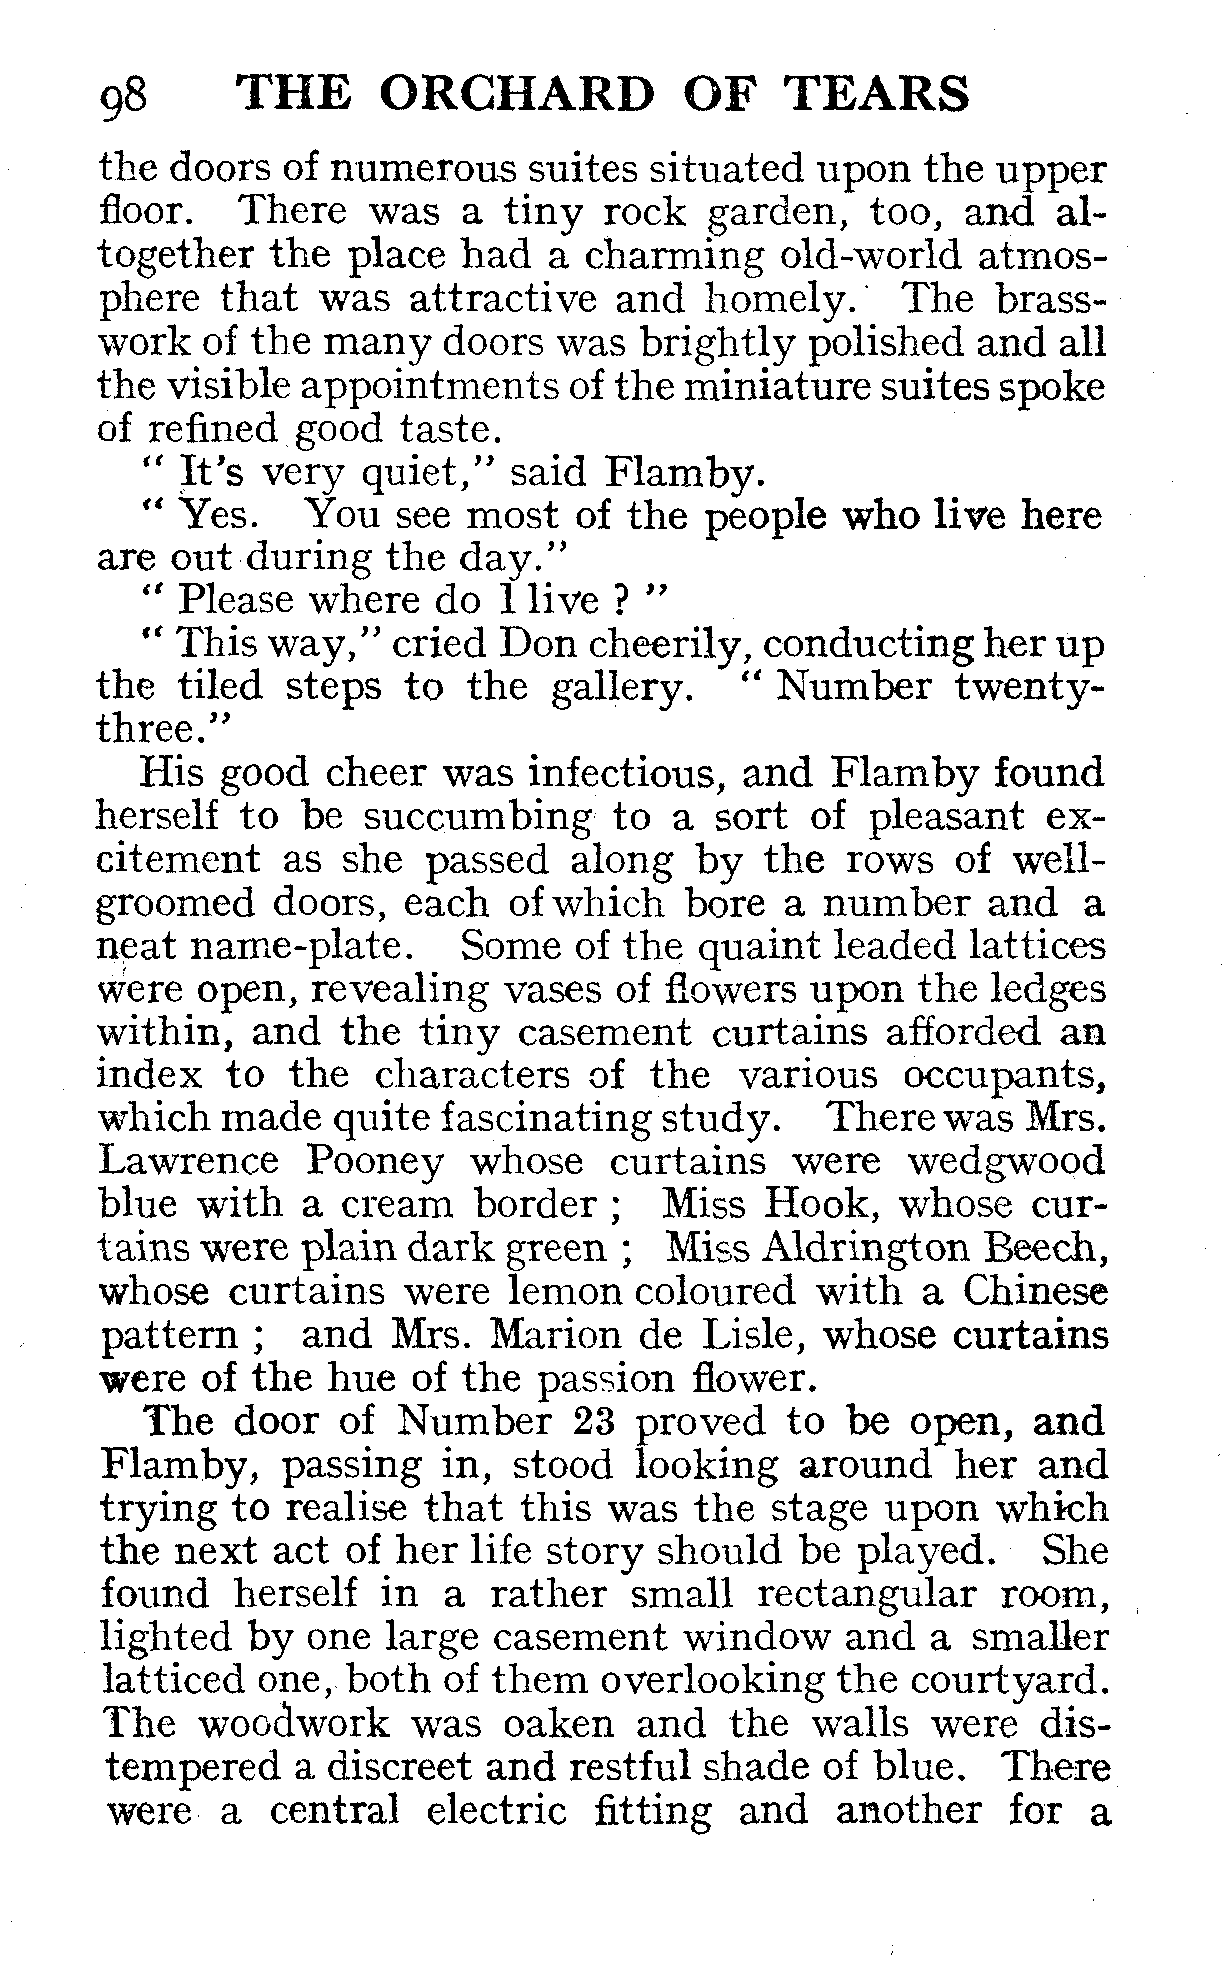 98 THE ORCHARD OF TEARS
the doors of numerous suites situated upon the upper
floor. There was a tiny rock garden, too, and al-
together the place had a charming old-world atmos-
phere that was attractive and homely. The brass-
work of the many doors was brightly polished and all
the visible appointments of the miniature suites spoke
of refined good taste.
" It's very quiet," said Flamby.
" Yes. You see most of the people who live here
are out during the day."
" Please where do I live ? "
" This way," cried Don cheerily, conducting her up
the tiled steps to the gallery. " Number twenty-
three."
His good cheer was infectious, and Flamby found
herself to be succumbing to a sort of pleasant ex-
citement as she passed along by the rows of well-
groomed doors, each of which bore a number and a
neat name-plate. Some of the quaint leaded lattices
were open, revealing vases of flowers upon the ledges
within, and the tiny casement curtains afforded an
index to the characters of the various occupants,
which made quite fascinating study. There was Mrs.
Lawrence Pooney whose curtains were wedgwood
blue with a cream border ; Miss Hook, whose cur-
tains were plain dark green ; Miss Aldrington Beech,
whose curtains were lemon coloured with a Chinese
pattern ; and Mrs. Marion de Lisle, whose curtains
were of the hue of the passion flower.
The door of Number 23 proved to be open, and
Flamby, passing in, stood looking around her and
trying to realise that this was the stage upon which
the next act of her life story should be played. She
found herself in a rather small rectangular room,
lighted by one large casement window and a smaller
latticed one, both of them overlooking the courtyard.
The woodwork was oaken and the walls were dis-
tempered a discreet and restful shade of blue. There
were a central electric fitting and another for a